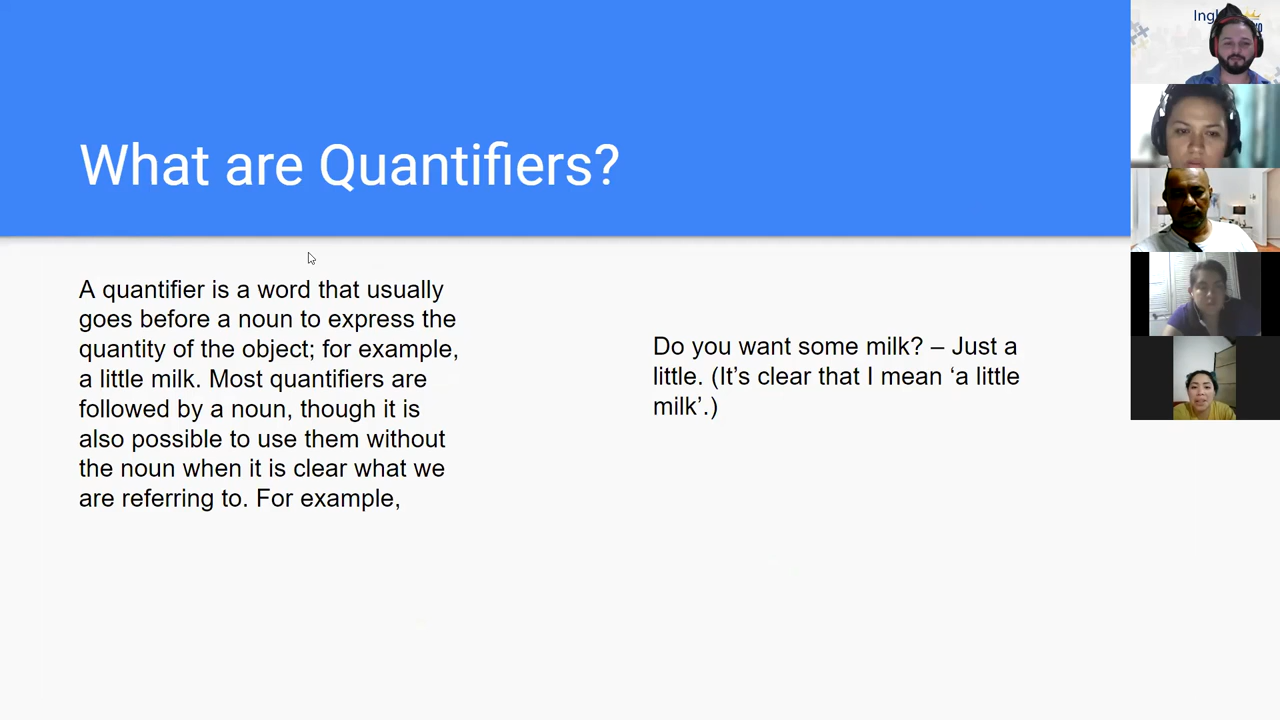 What are Quantifiers?
A quantifier is a word that usually
goes before a noun to express the
quantity of the object; for example,
a little milk. Most quantifiers are
followed by a noun, though it is
also possible to use them without
the noun when it is clear what we
are referring to. For example,
Do you want some milk? – Just a
little. (It’s clear that I mean ‘a little
milk’.)